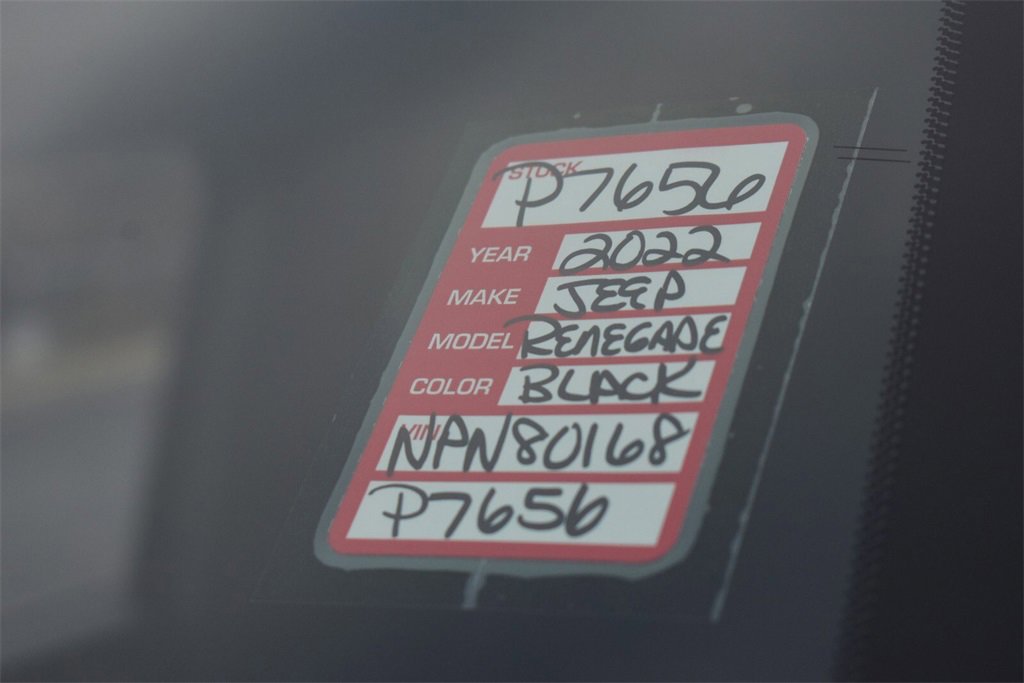 STOCK P7656
YEAR 2022
MAKE JEEP
MODEL RENEGADE
COLOR BLACK
VIN NPN80168
P7656